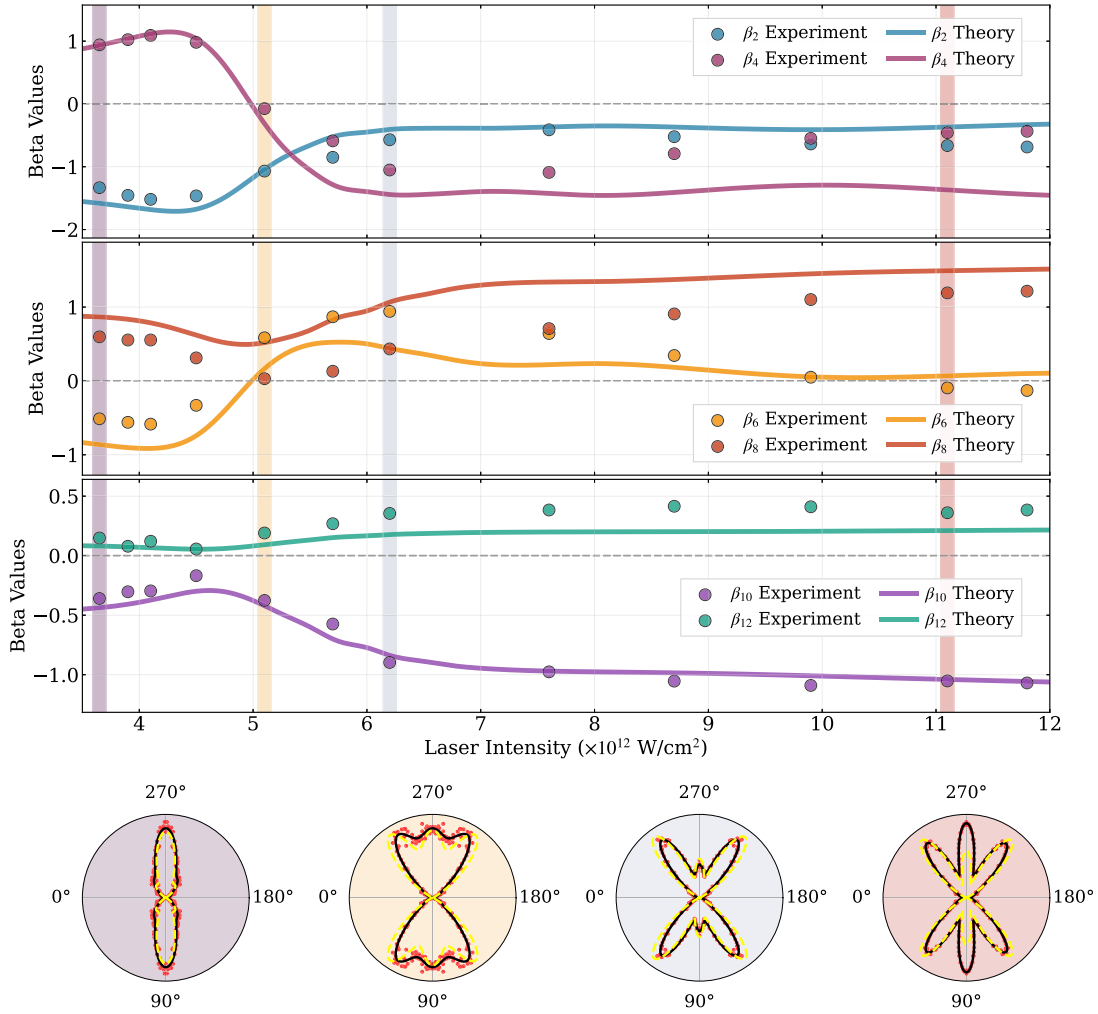 1
0
−1
−2
Beta Values
β₂ Experiment
β₂ Theory
β₄ Experiment
β₄ Theory
1
0
−1
Beta Values
β₆ Experiment
β₆ Theory
β₈ Experiment
β₈ Theory
0.5
0.0
−0.5
−1.0
Beta Values
β₁₀ Experiment
β₁₀ Theory
β₁₂ Experiment
β₁₂ Theory
4 5 6 7 8 9 10 11 12
Laser Intensity (×10¹² W/cm²)
270° 270° 270° 270°
0° 180° 0° 180° 0° 180° 0° 180°
90° 90° 90° 90°